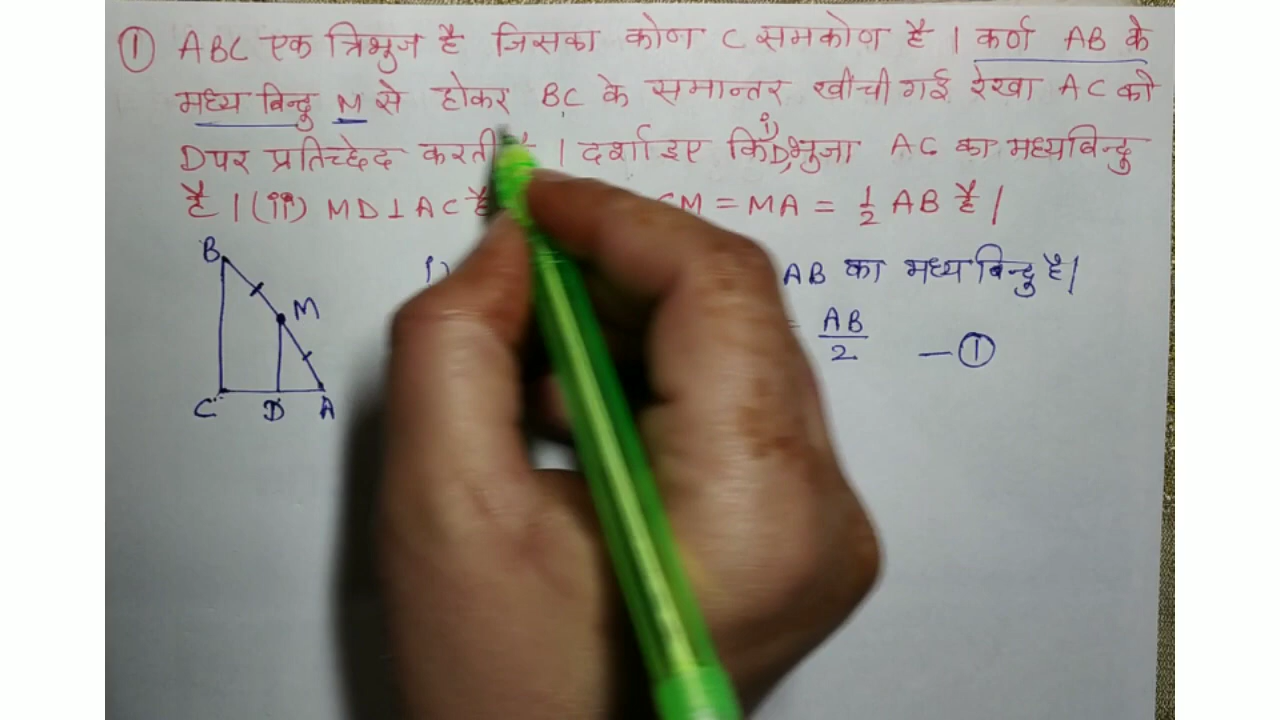 ① ABC एक त्रिभुज है जिसका कोण C समकोण है | कर्ण AB के
मध्य बिन्दु M से होकर BC के समान्तर खींची गई रेखा AC को
D पर प्रतिच्छेद करती है | दर्शाइए कि i) D, भुजा AC का मध्यबिन्दु
है | (ii) MD ⊥ AC है CM = MA = 1/2 AB है |
B
M
C D A
i) AB का मध्य बिन्दु है |
= AB/2 — ①